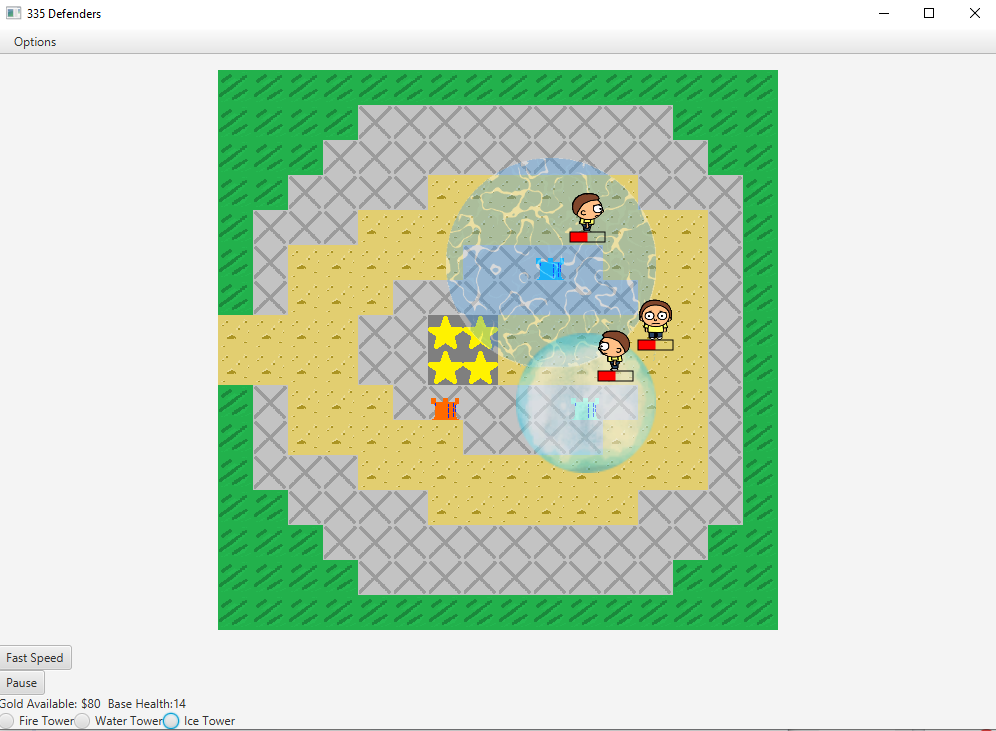 335 Defenders
Options
Fast Speed
Pause
Gold Available: $80 Base Health:14
Fire Tower Water Tower Ice Tower